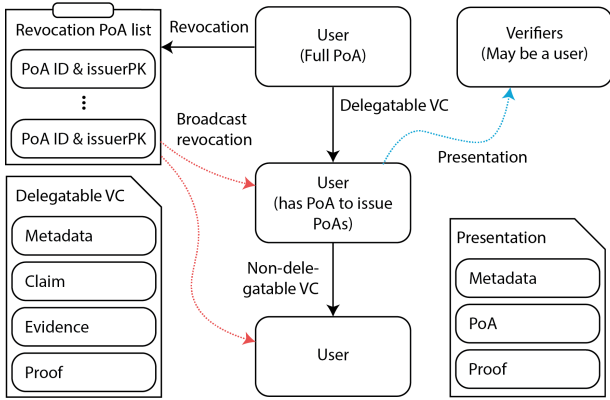 Revocation PoA list
PoA ID & issuerPK
PoA ID & issuerPK
Revocation
User
(Full PoA)
Verifiers
(May be a user)
Delegatable VC
Broadcast
revocation
Presentation
User
(has PoA to issue
PoAs)
Delegatable VC
Metadata
Claim
Evidence
Proof
Non-dele-
gatable VC
User
Presentation
Metadata
PoA
Proof